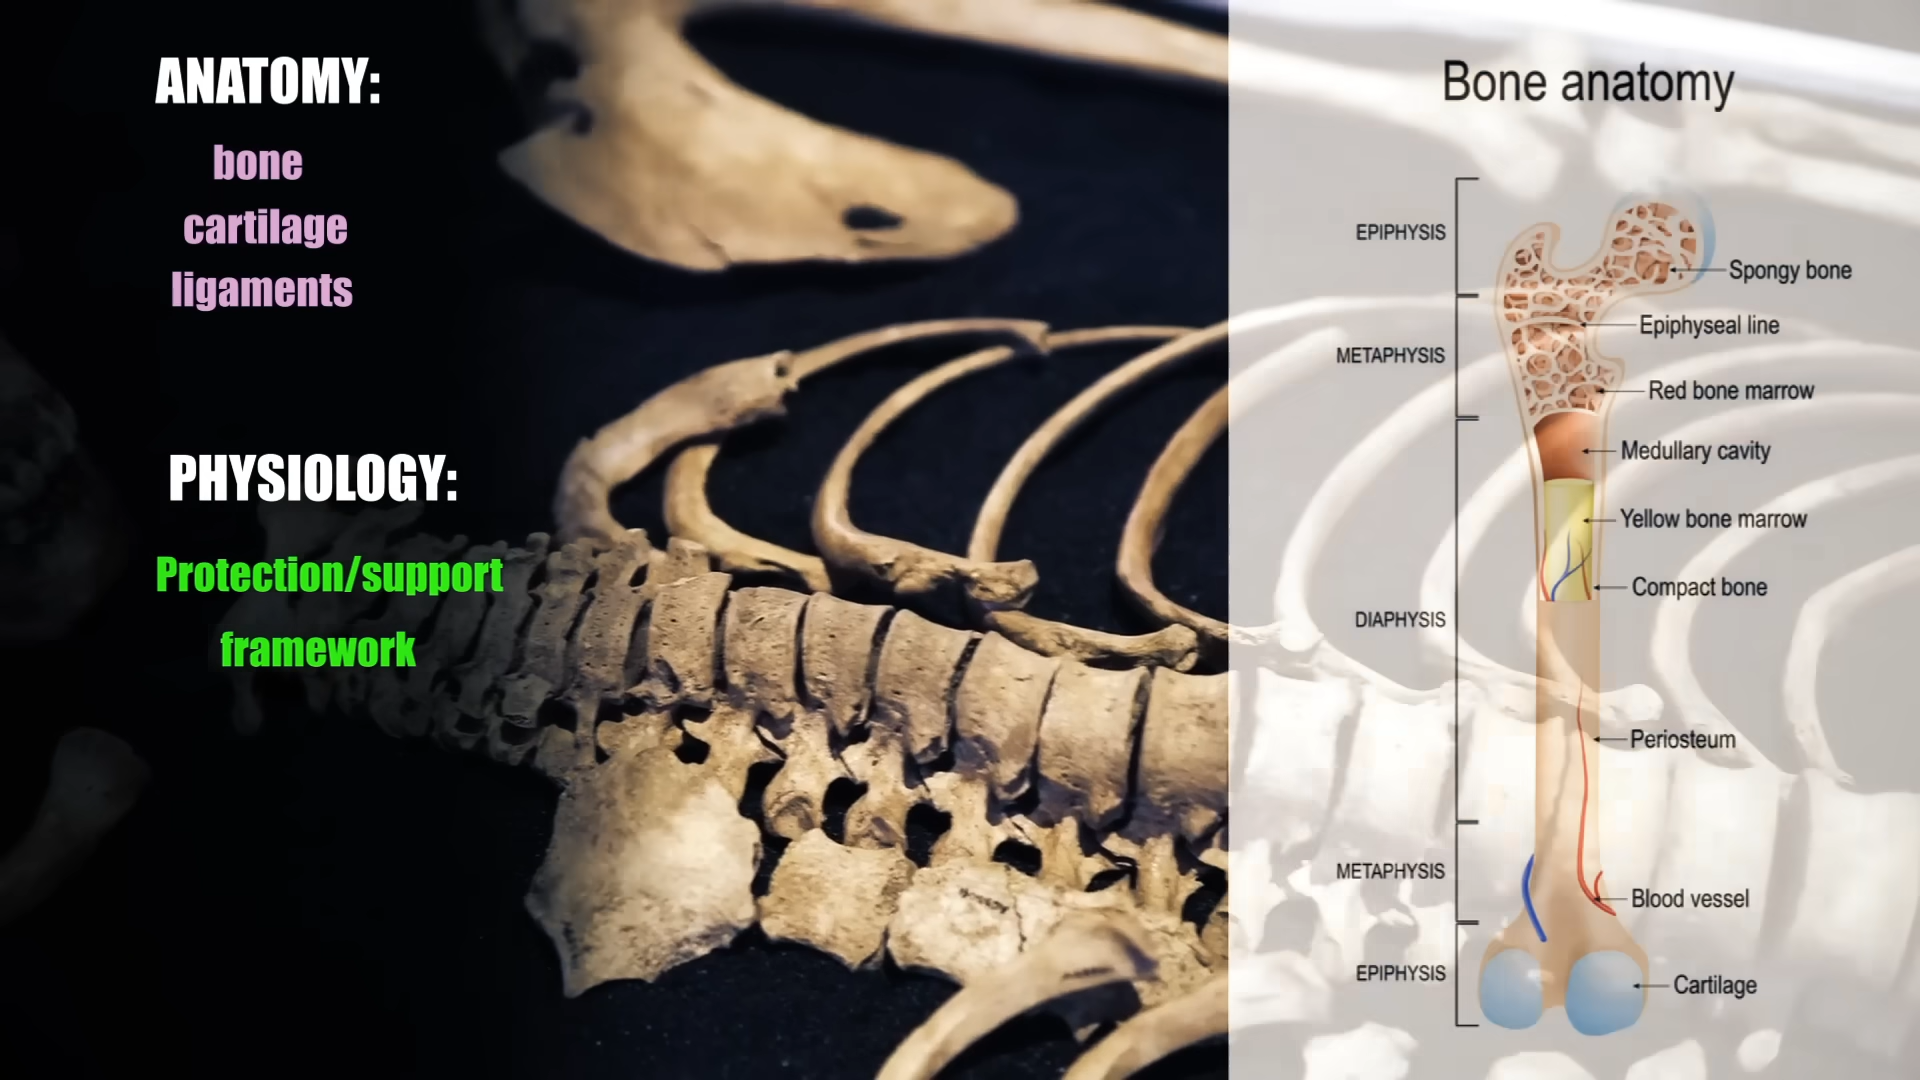 ANATOMY:
bone
cartilage
ligaments
PHYSIOLOGY:
Protection/support
framework
Bone anatomy
EPIPHYSIS
Spongy bone
Epiphyseal line
METAPHYSIS
Red bone marrow
Medullary cavity
Yellow bone marrow
Compact bone
DIAPHYSIS
Periosteum
METAPHYSIS
Blood vessel
EPIPHYSIS
Cartilage